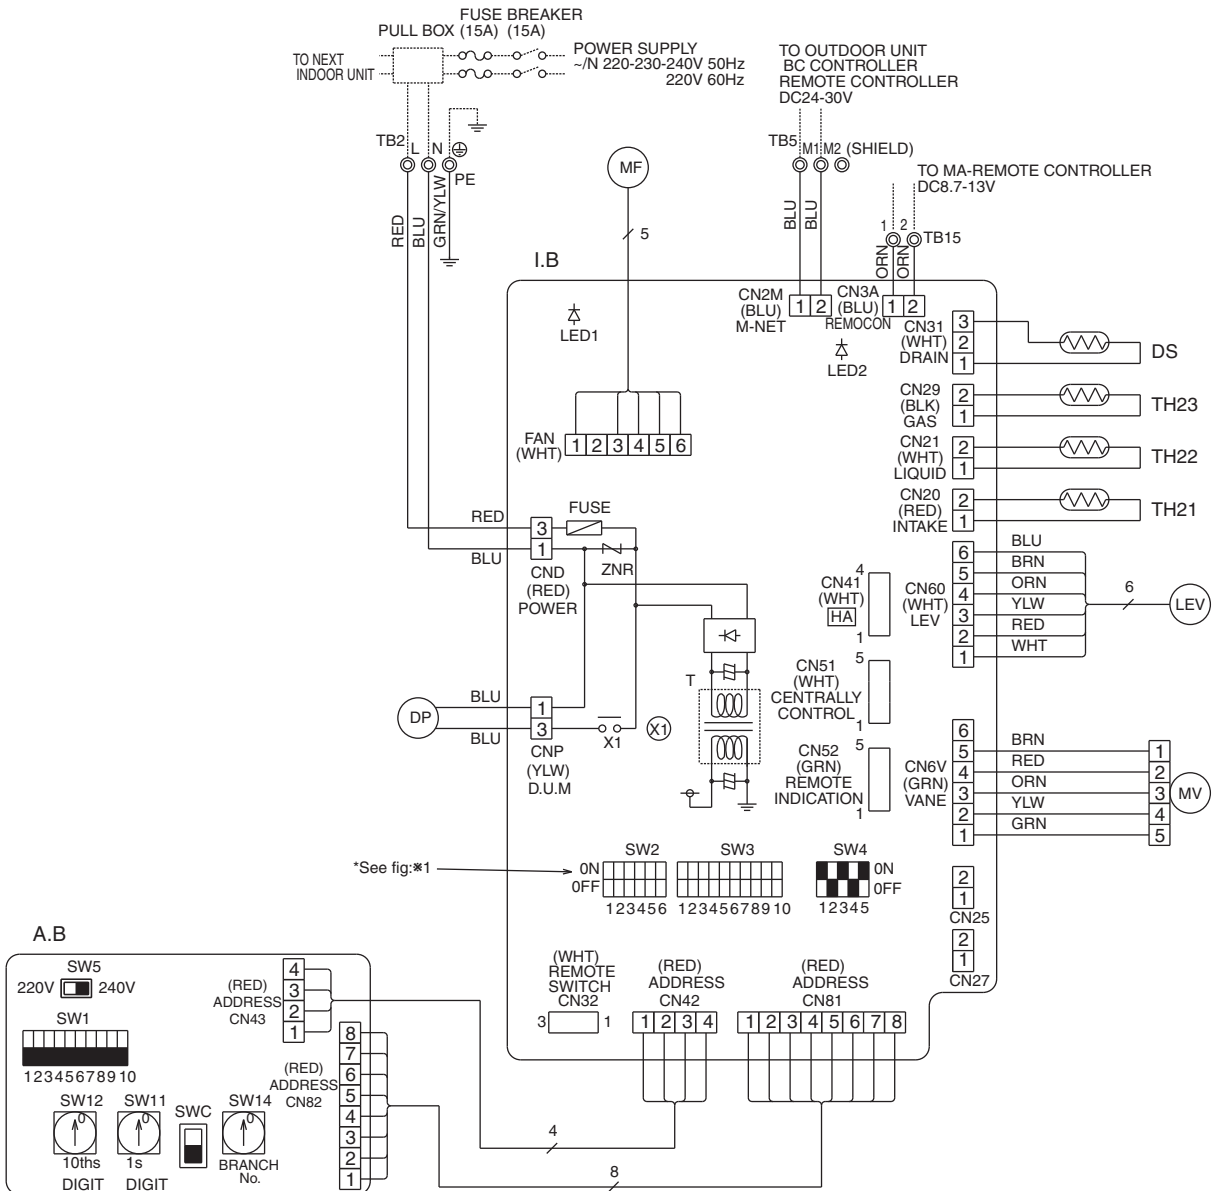 FUSE BREAKER
PULL BOX (15A) (15A)
TO NEXT
INDOOR UNIT
POWER SUPPLY
~/N 220-230-240V 50Hz
220V 60Hz
TO OUTDOOR UNIT
BC CONTROLLER
REMOTE CONTROLLER
DC24-30V
TB2 L N
PE
RED
BLU
GRN/YLW
MF
5
TB5 M1 M2 (SHIELD)
BLU
BLU
TO MA-REMOTE CONTROLLER
DC8.7-13V
1 2
TB15
ORN
ORN
I.B
LED1
CN2M
(BLU)
M-NET
1 2
CN3A
(BLU)
REMOCON
1 2
LED2
CN31
(WHT)
DRAIN
3
2
1
DS
CN29
(BLK)
GAS
2
1
TH23
CN21
(WHT)
LIQUID
2
1
TH22
CN20
(RED)
INTAKE
2
1
TH21
FAN
(WHT)
1 2 3 4 5 6
RED
BLU
3
1
FUSE
ZNR
CND
(RED)
POWER
CN41
(WHT)
HA
4
1
CN60
(WHT)
LEV
6
5
4
3
2
1
BLU
BRN
ORN
YLW
RED
WHT
6
LEV
T
CN51
(WHT)
CENTRALLY
CONTROL
5
1
DP
BLU
BLU
1
3
CNP
(YLW)
D.U.M
X1
X1
CN52
(GRN)
REMOTE
INDICATION
5
1
CN6V
(GRN)
VANE
6
5
4
3
2
1
BRN
RED
ORN
YLW
GRN
1
2
3
4
5
MV
*See fig:※1
SW2
0N
0FF
123456
SW3
12345678910
SW4
0N
0FF
12345
2
1
CN25
2
1
CN27
(WHT)
REMOTE
SWITCH
CN32
3 1
(RED)
ADDRESS
CN42
1 2 3 4
(RED)
ADDRESS
CN81
1 2 3 4 5 6 7 8
A.B
SW5
220V 240V
SW1
12345678910
(RED)
ADDRESS
CN43
4
3
2
1
(RED)
ADDRESS
CN82
8
7
6
5
4
3
2
1
SW12
0
10ths
DIGIT
SW11
0
1s
DIGIT
SWC
SW14
0
BRANCH
No.
4
8